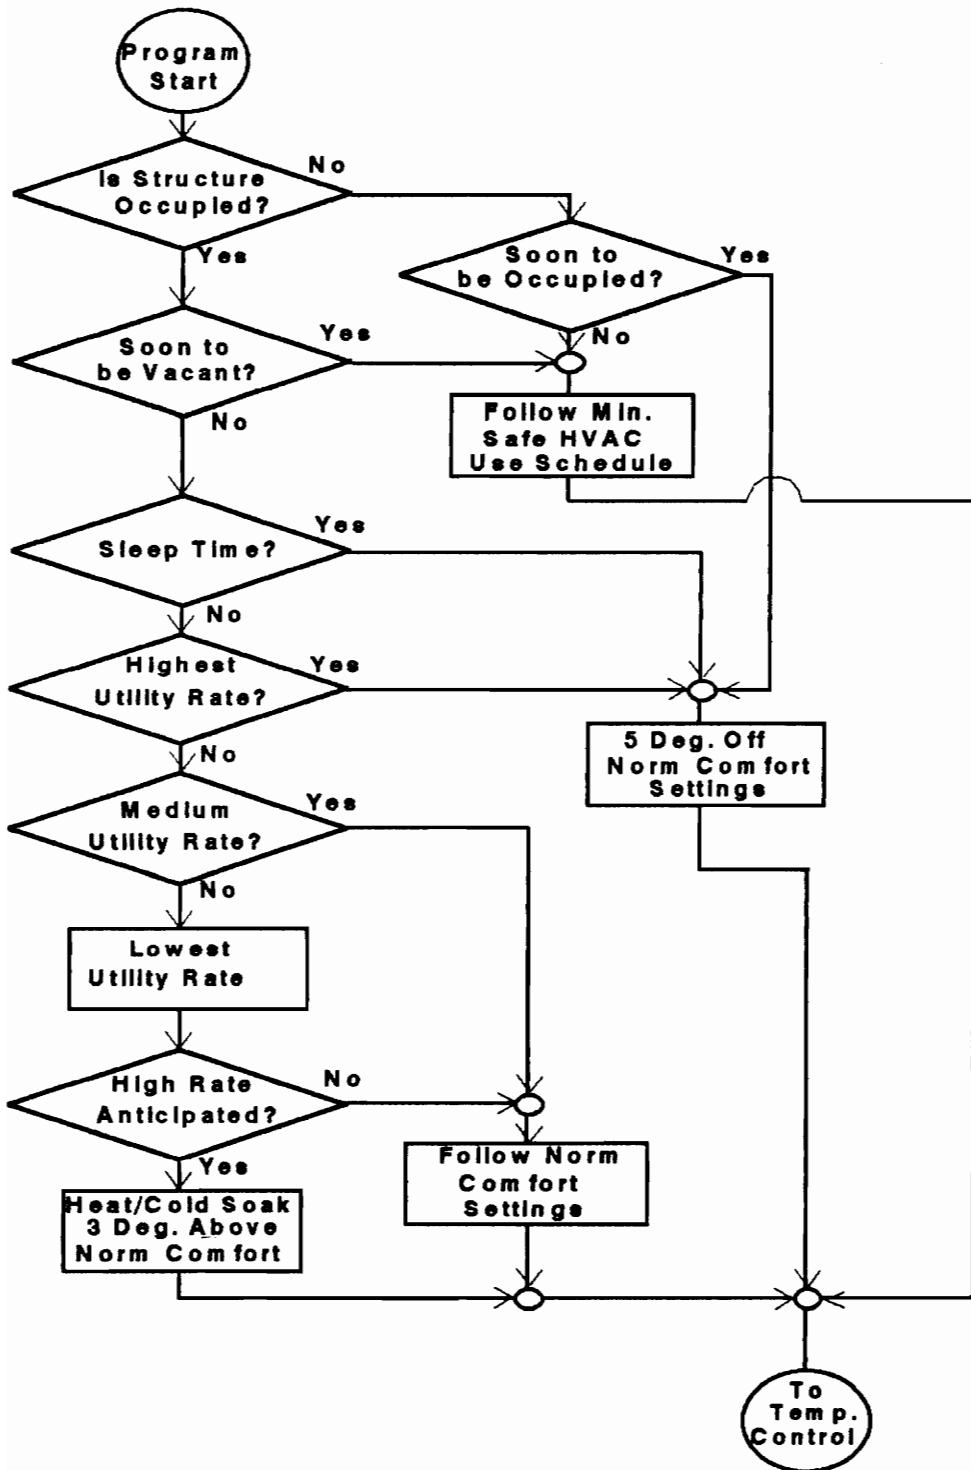 Program
Start
Is Structure
Occupied?
No
Yes
Soon to
be Occupied?
Yes
No
Soon to
be Vacant?
Yes
No
Follow Min.
Safe HVAC
Use Schedule
Sleep Time?
Yes
No
Highest
Utility Rate?
Yes
No
5 Deg. Off
Norm Comfort
Settings
Medium
Utility Rate?
Yes
No
Lowest
Utility Rate
High Rate
Anticipated?
No
Yes
Follow Norm
Comfort
Settings
Heat/Cold Soak
3 Deg. Above
Norm Comfort
To
Temp.
Control